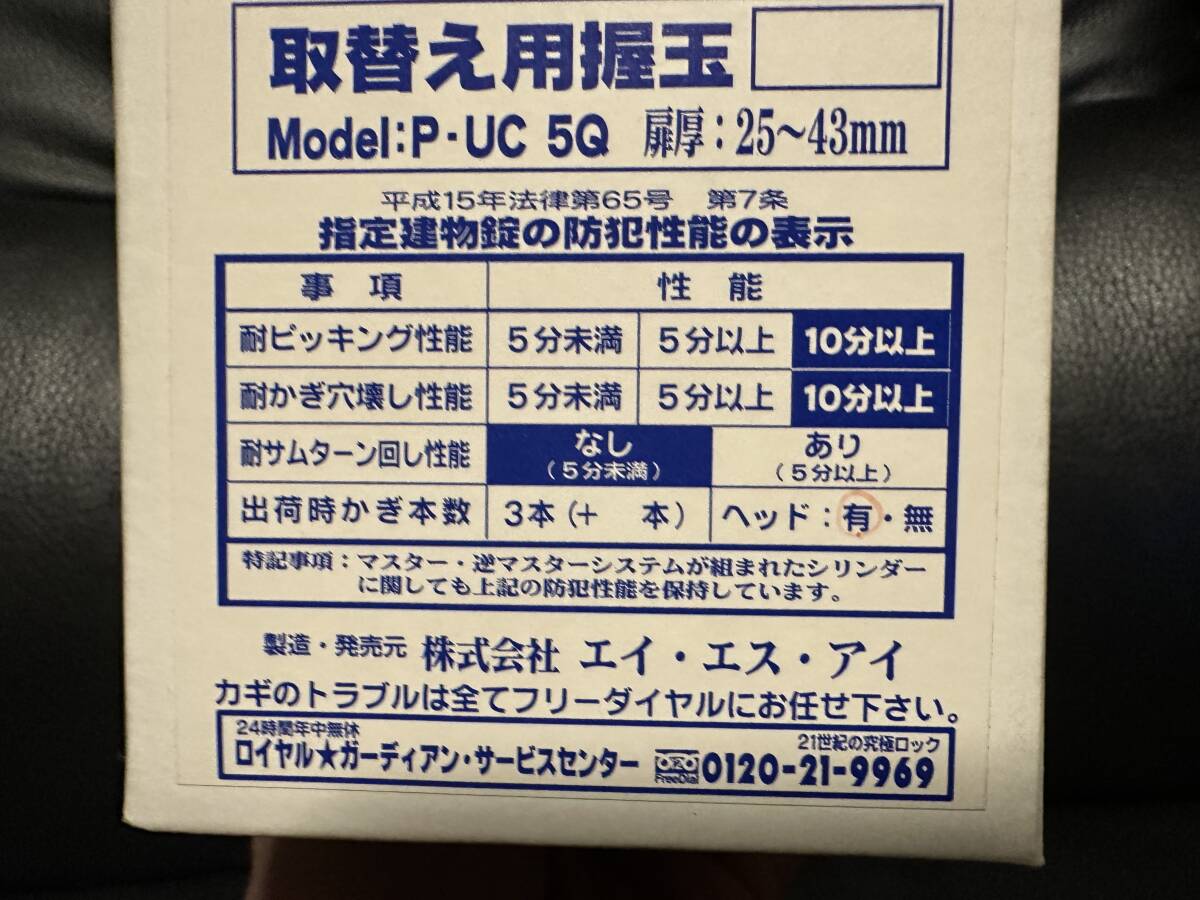 取替え用握玉
Model:P-UC 5Q 扉厚:25~43mm
平成15年法律第65号 第7条
指定建物錠の防犯性能の表示
事項 性能
耐ピッキング性能 5分未満 5分以上 10分以上
耐かぎ穴壊し性能 5分未満 5分以上 10分以上
耐サムターン回し性能 なし(5分未満) あり(5分以上)
出荷時かぎ本数 3本(+ 本) ヘッド:有・無
特記事項:マスター・逆マスターシステムが組まれたシリンダー
に関しても上記の防犯性能を保持しています。
製造・発売元 株式会社 エイ・エス・アイ
カギのトラブルは全てフリーダイヤルにお任せ下さい。
24時間年中無休 21世紀の究極ロック
ロイヤル★ガーディアン・サービスセンター FreeDial 0120-21-9969